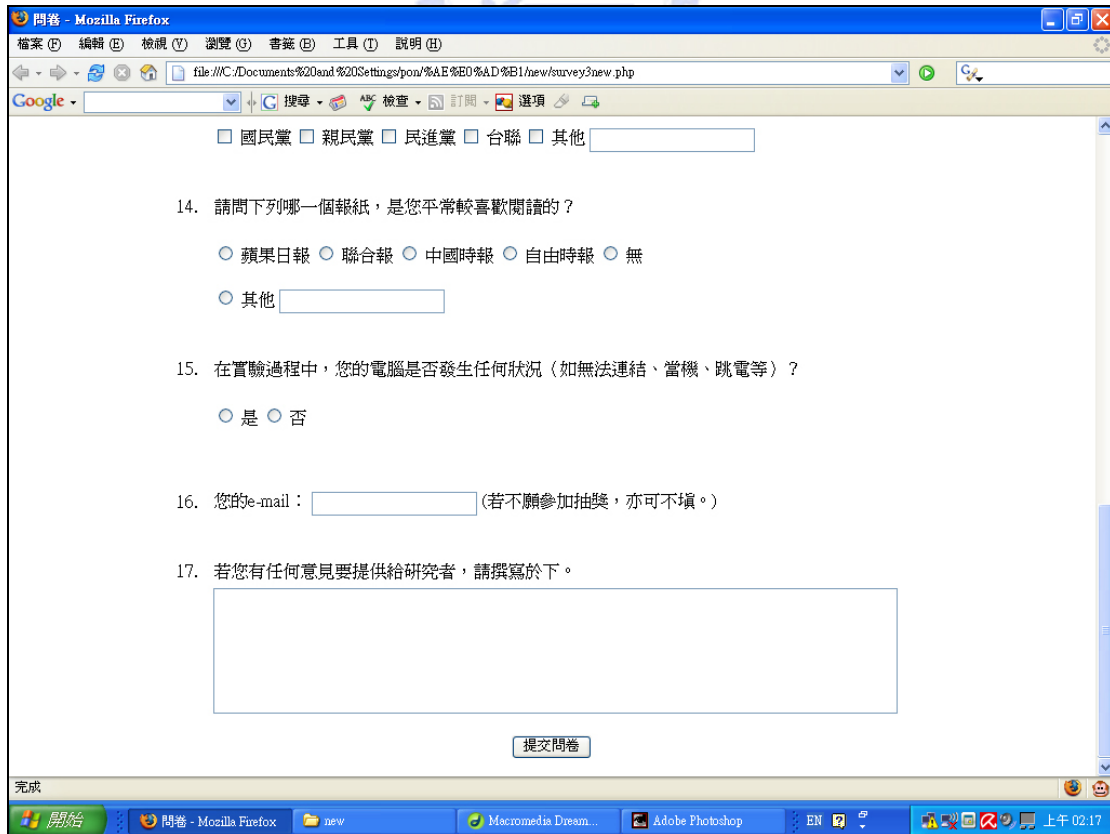 問卷 - Mozilla Firefox
檔案(F) 編輯(E) 檢視(V) 瀏覽(G) 書籤(B) 工具(T) 說明(H)
file:///C:/Documents%20and%20Settings/pon/%AE%E0%AD%B1/new/survey3new.php
Google 搜尋 ABC 檢查 訂閱 選項
國民黨 親民黨 民進黨 台聯 其他
14. 請問下列哪一個報紙，是您平常較喜歡閱讀的？
蘋果日報 聯合報 中國時報 自由時報 無
其他
15. 在實驗過程中，您的電腦是否發生任何狀況（如無法連結、當機、跳電等）？
是 否
16. 您的e-mail： (若不願參加抽獎，亦可不填。)
17. 若您有任何意見要提供給研究者，請撰寫於下。
提交問卷
完成
開始 問卷 - Mozilla Firefox new Macromedia Dream... Adobe Photoshop EN 上午 02:17